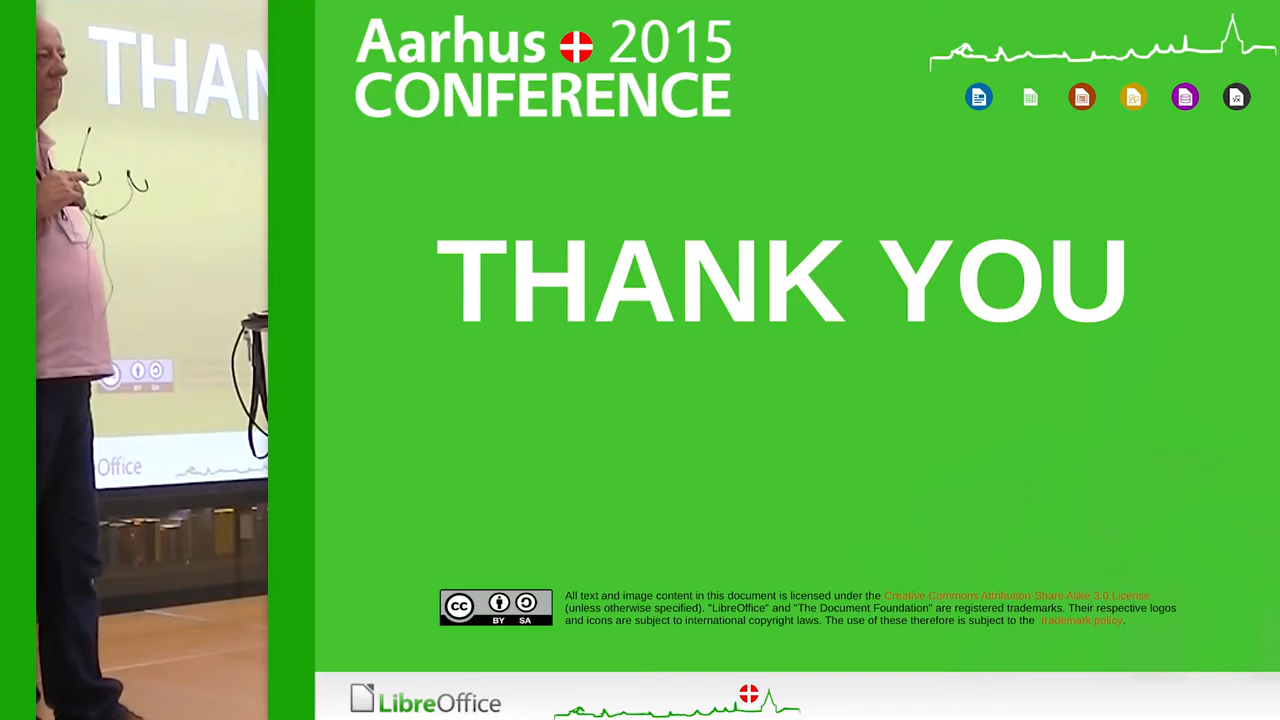 THAN
BY SA
Office
Aarhus 2015
CONFERENCE
THANK YOU
cc
BY SA
All text and image content in this document is licensed under the Creative Commons Attribution-Share Alike 3.0 License
(unless otherwise specified). "LibreOffice" and "The Document Foundation" are registered trademarks. Their respective logos
and icons are subject to international copyright laws. The use of these therefore is subject to the trademark policy.
LibreOffice